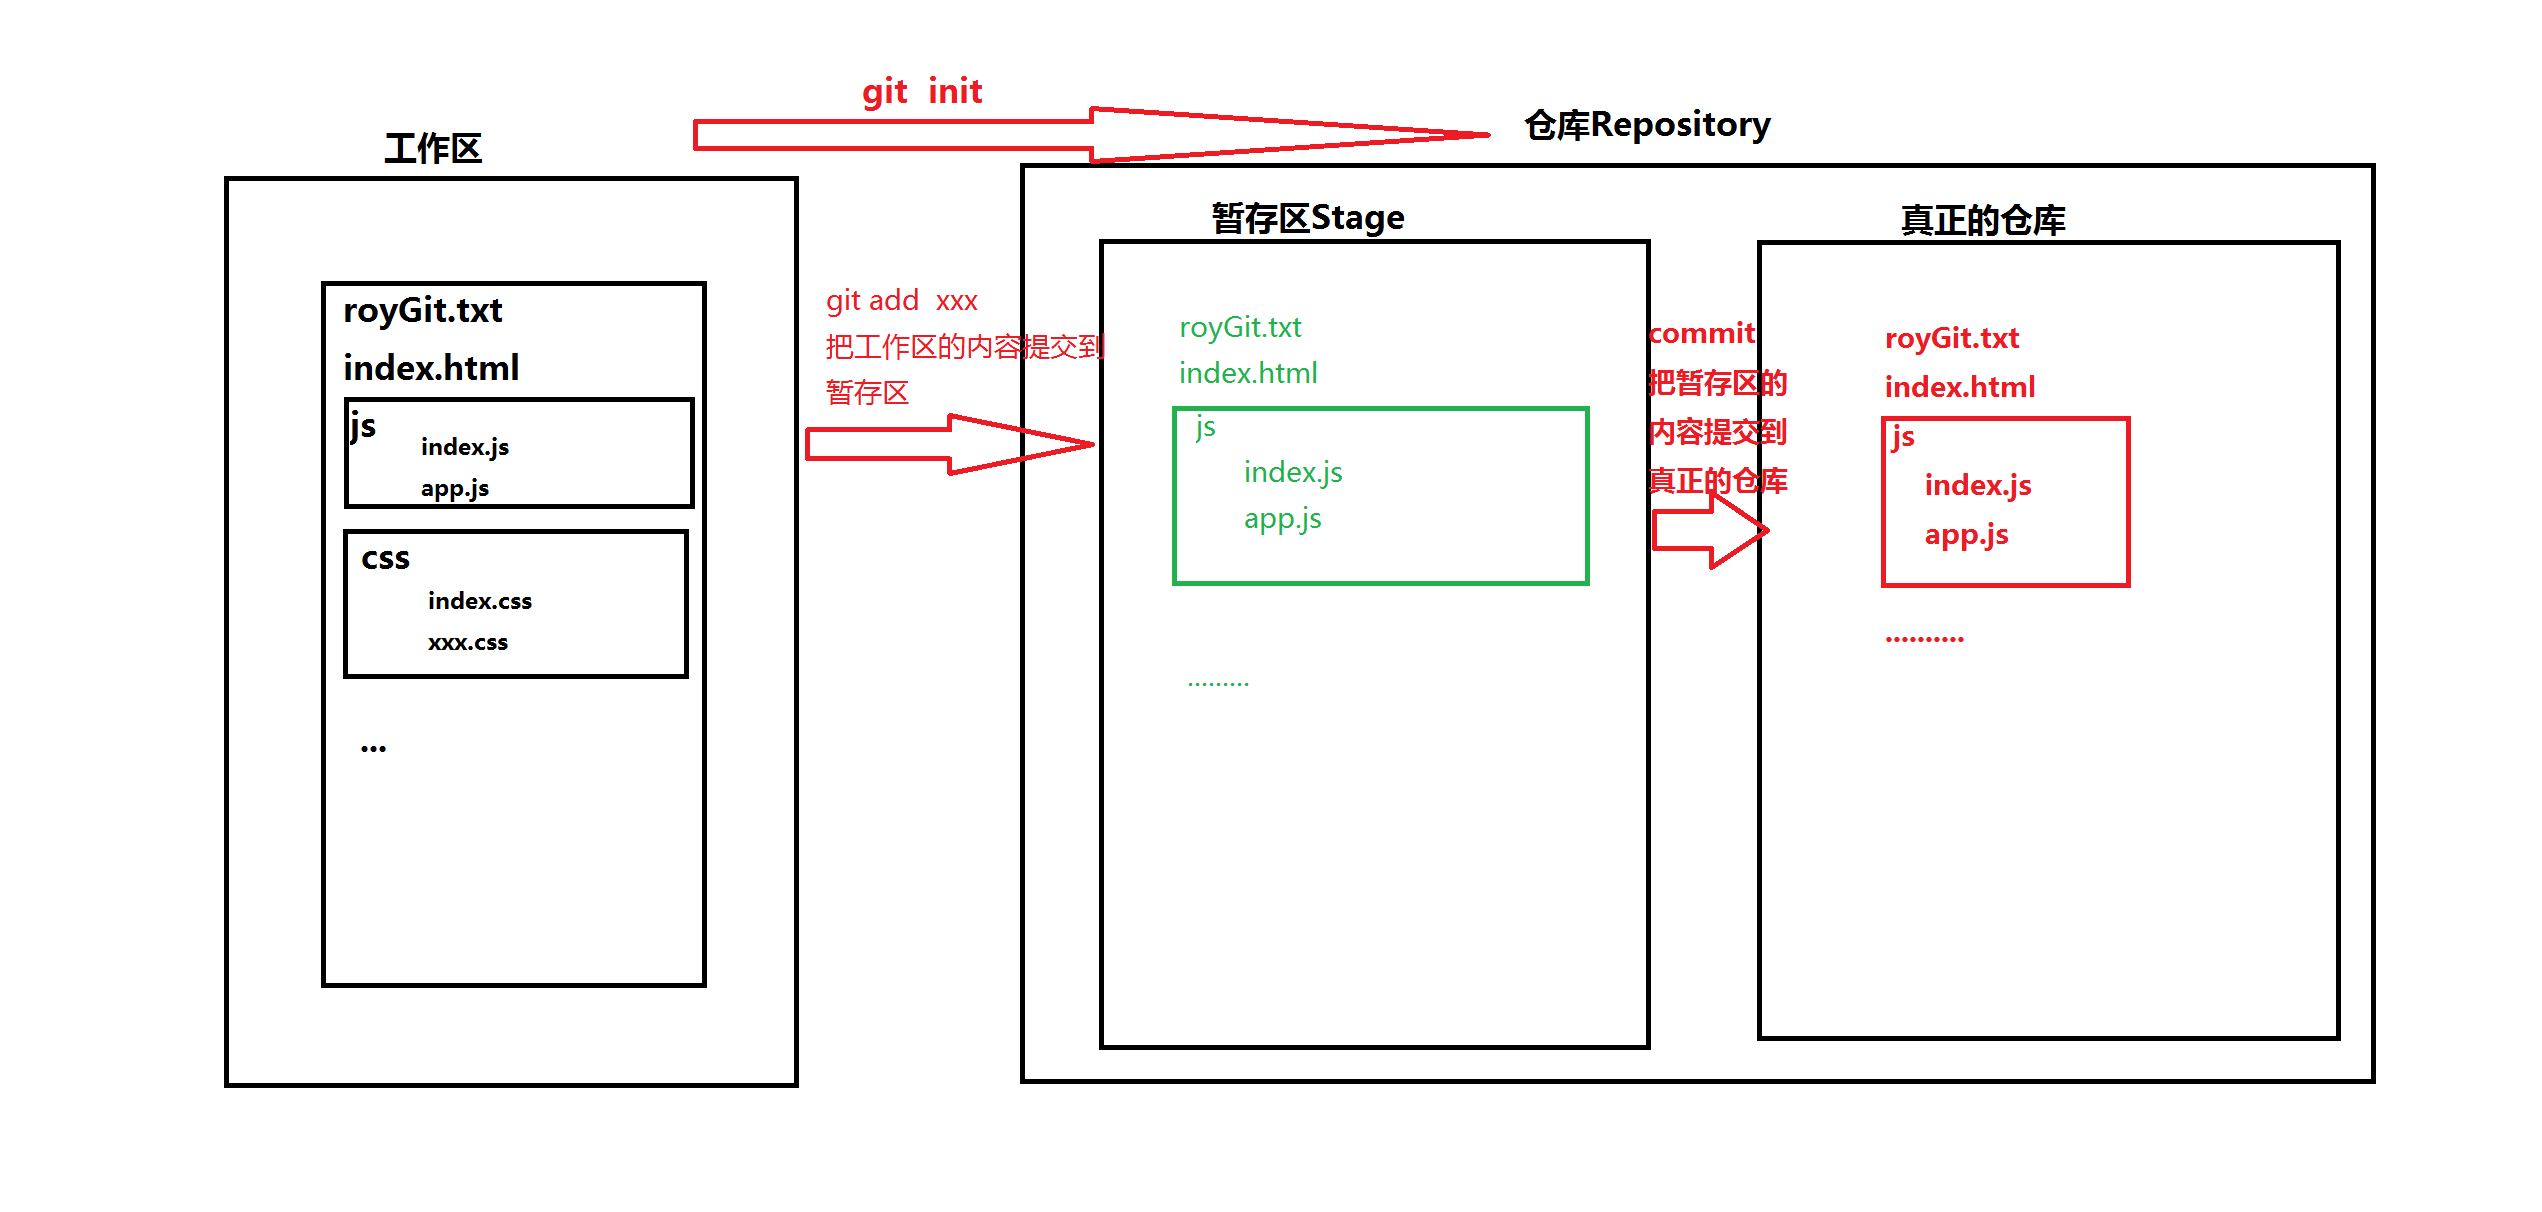 git  init
工作区
仓库Repository
royGit.txt
index.html
js
index.js
app.js
css
index.css
xxx.css
...
git add  xxx
把工作区的内容提交到
暂存区
暂存区Stage
royGit.txt
index.html
js
index.js
app.js
.........
commit
把暂存区的
内容提交到
真正的仓库
真正的仓库
royGit.txt
index.html
js
index.js
app.js
..........